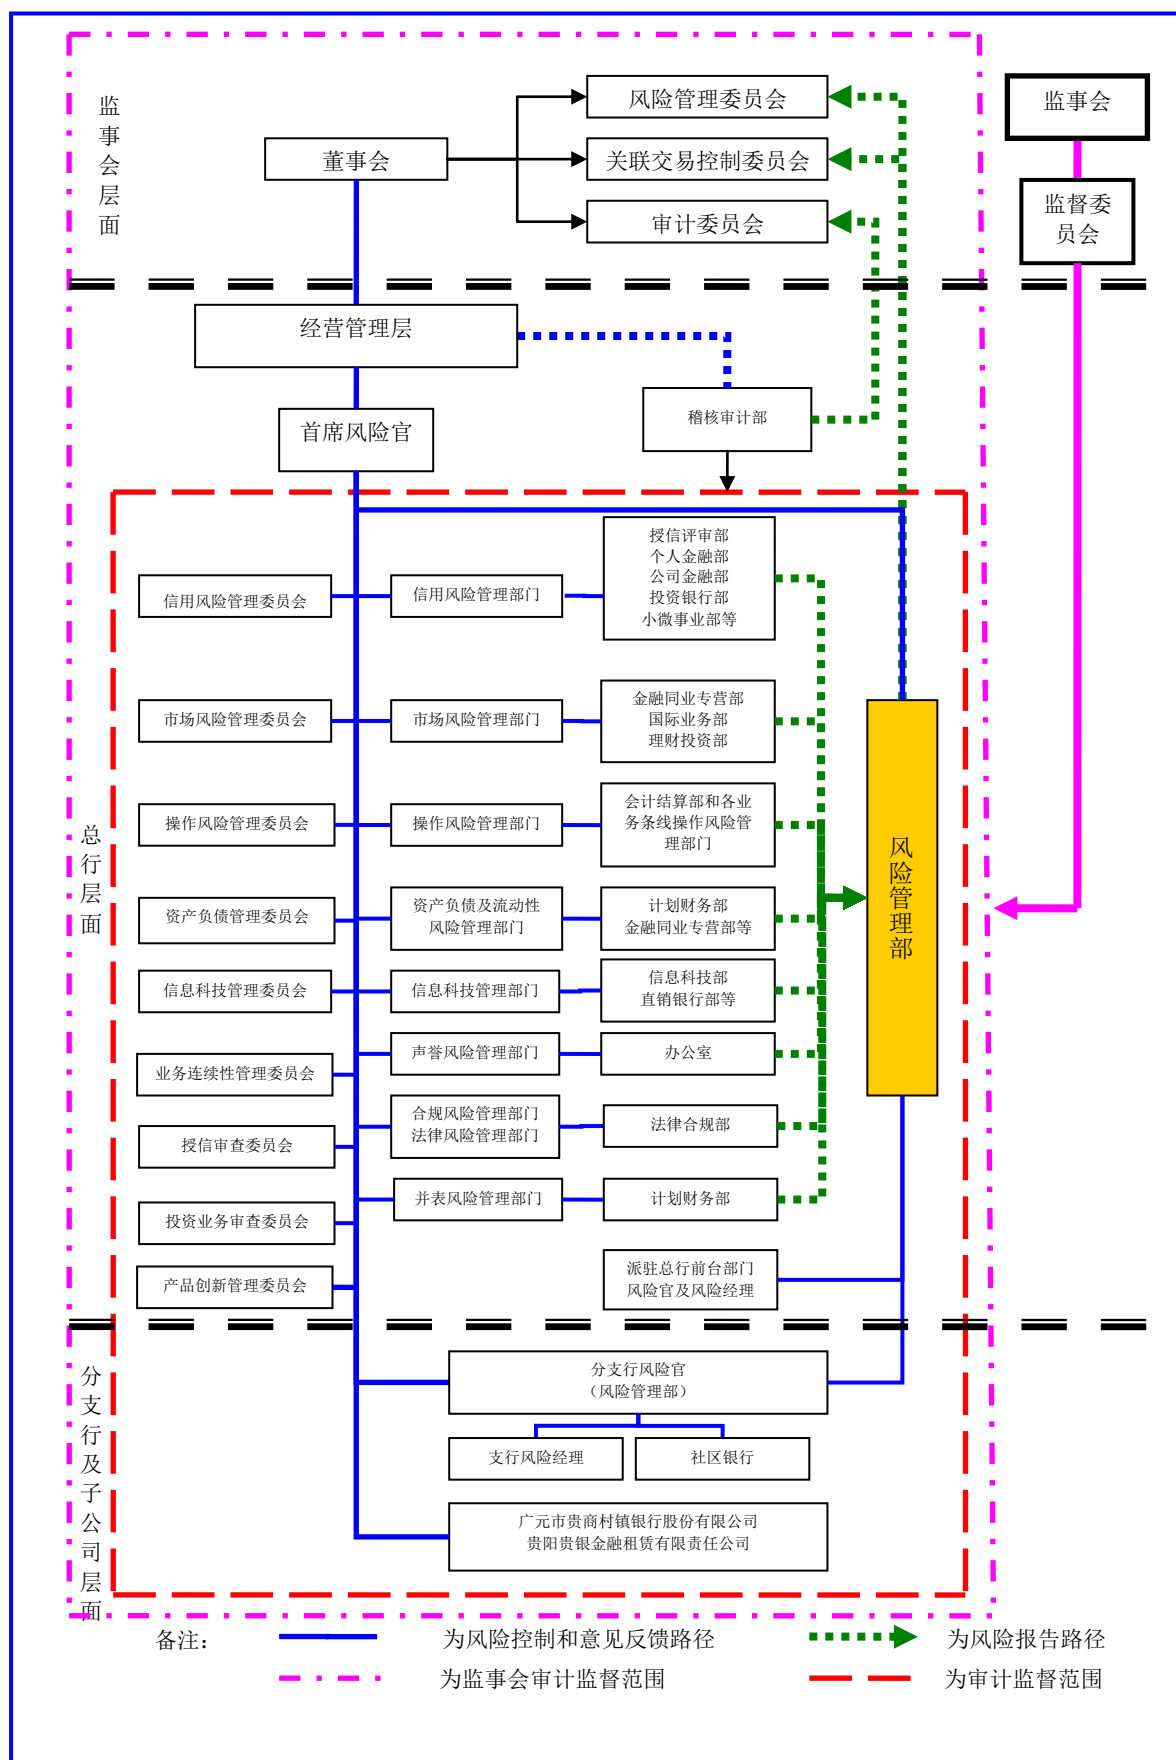 监事会层面
董事会
风险管理委员会
关联交易控制委员会
审计委员会
监事会
监督委
员会
总行层面
经营管理层
首席风险官
稽核审计部
信用风险管理委员会
信用风险管理部门
授信评审部
个人金融部
公司金融部
投资银行部
小微事业部等
市场风险管理委员会
市场风险管理部门
金融同业专营部
国际业务部
理财投资部
操作风险管理委员会
操作风险管理部门
会计结算部和各业
务条线操作风险管
理部门
风险管理部
资产负债管理委员会
资产负债及流动性
风险管理部门
计划财务部
金融同业专营部等
信息科技管理委员会
信息科技管理部门
信息科技部
直销银行部等
声誉风险管理部门
办公室
业务连续性管理委员会
合规风险管理部门
法律风险管理部门
法律合规部
授信审查委员会
并表风险管理部门
计划财务部
投资业务审查委员会
产品创新管理委员会
派驻总行前台部门
风险官及风险经理
分支行及子公司层面
分支行风险官
（风险管理部）
支行风险经理
社区银行
广元市贵商村镇银行股份有限公司
贵阳贵银金融租赁有限责任公司
备注：
为风险控制和意见反馈路径
为风险报告路径
为监事会审计监督范围
为审计监督范围